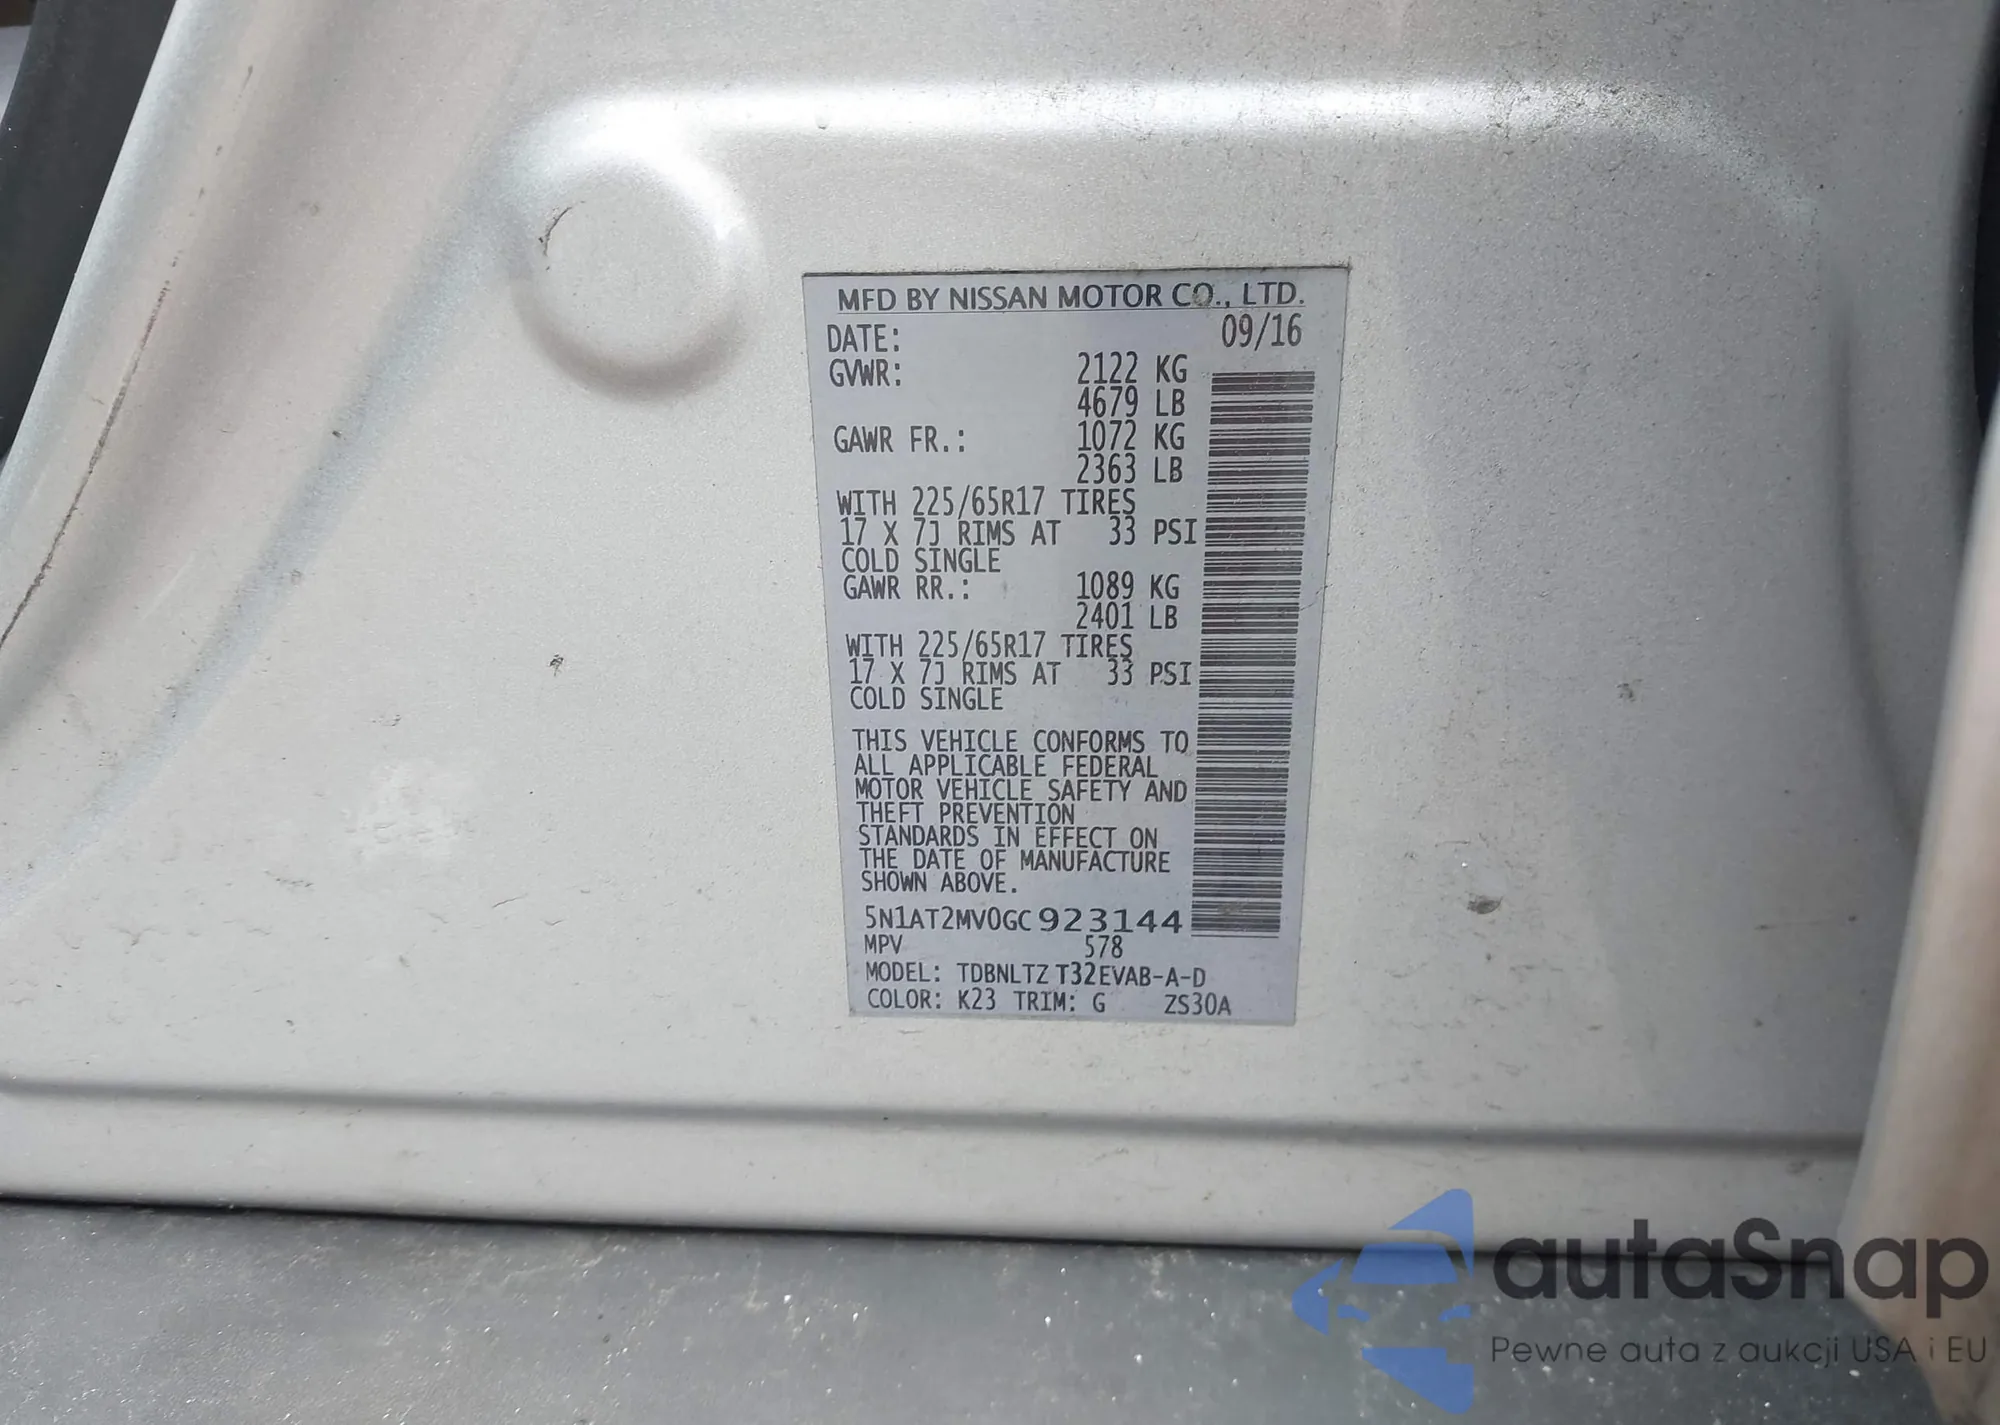 MFD BY NISSAN MOTOR CO., LTD.
DATE: 09/16
GVWR: 2122 KG
4679 LB
GAWR FR.: 1072 KG
2363 LB
WITH 225/65R17 TIRES
17 X 7J RIMS AT 33 PSI
COLD SINGLE
GAWR RR.: 1089 KG
2401 LB
WITH 225/65R17 TIRES
17 X 7J RIMS AT 33 PSI
COLD SINGLE
THIS VEHICLE CONFORMS TO
ALL APPLICABLE FEDERAL
MOTOR VEHICLE SAFETY AND
THEFT PREVENTION
STANDARDS IN EFFECT ON
THE DATE OF MANUFACTURE
SHOWN ABOVE.
5N1AT2MV0GC923144
MPV 578
MODEL: TDBNLTZ T32EVAB-A-D
COLOR: K23 TRIM: G ZS30A
autaSnap
Pewne auta z aukcji USA i EU